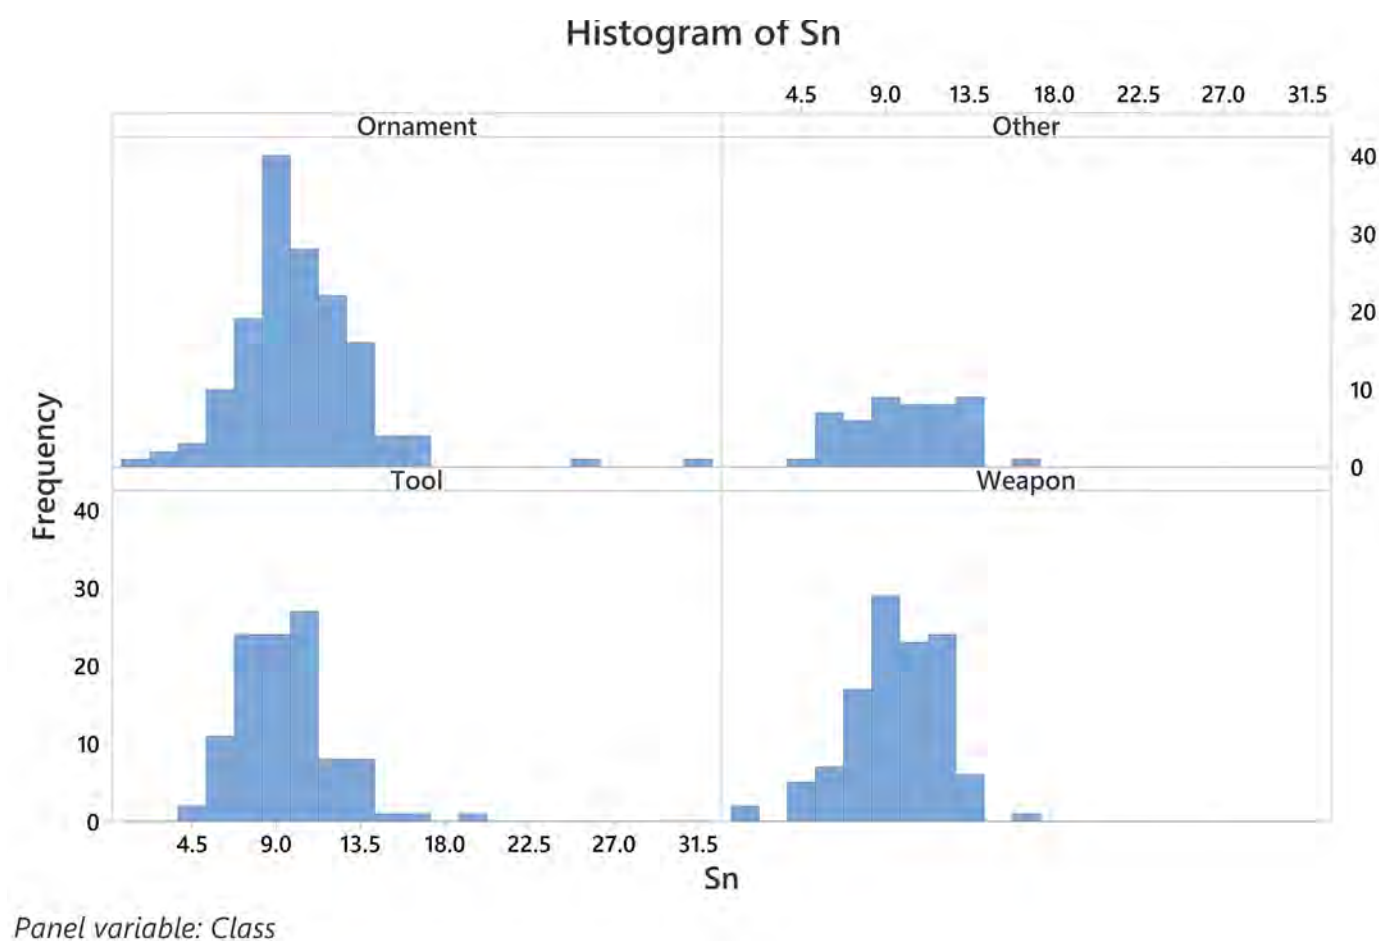 Histogram of Sn
4.5 9.0 13.5 18.0 22.5 27.0 31.5
Ornament Other
40
30
20
10
0
Frequency
Tool Weapon
40
30
20
10
0
4.5 9.0 13.5 18.0 22.5 27.0 31.5
Sn
Panel variable: Class